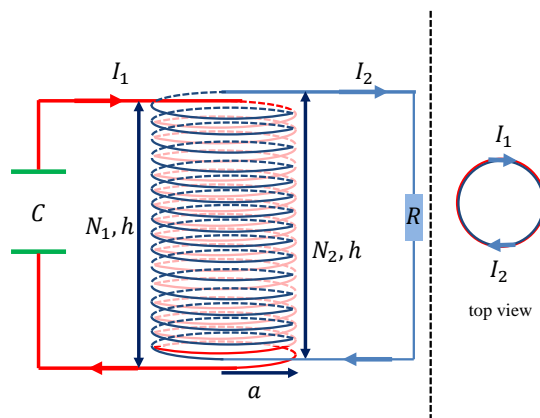 I₁
I₂
C
N₁, h
N₂, h
R
a
I₁
I₂
top view